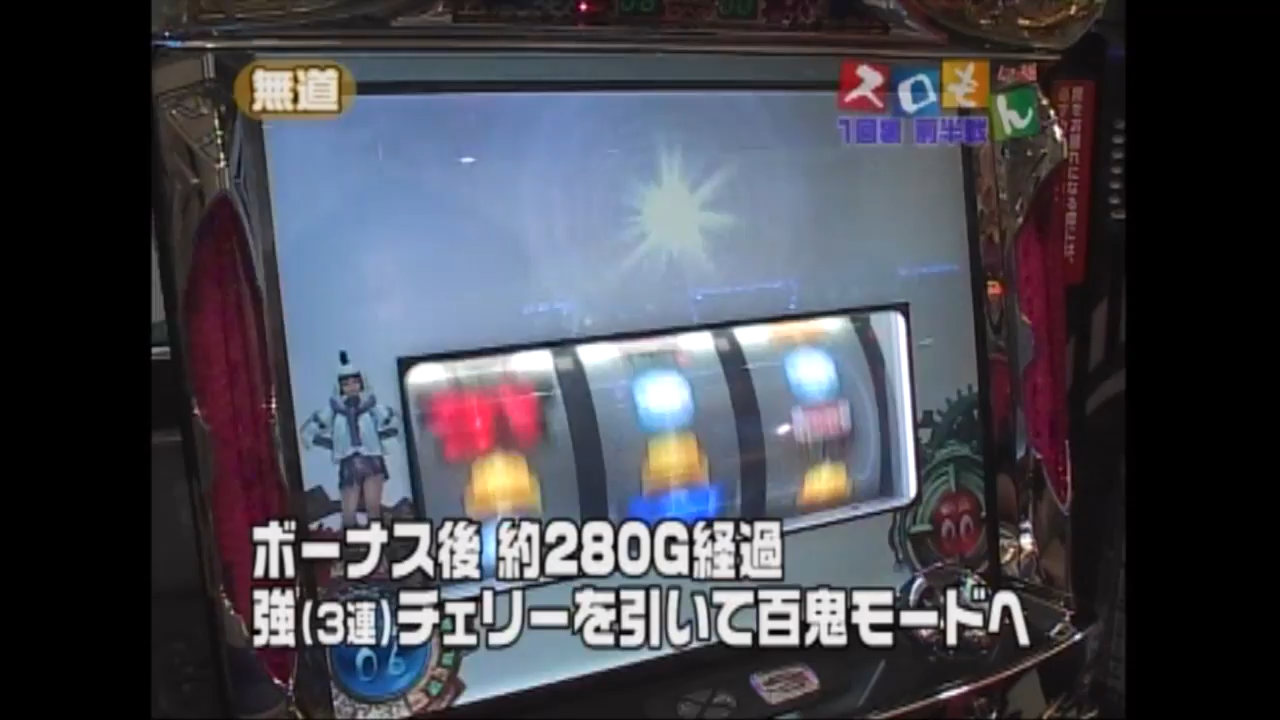 無道
スロもん
1回裏 前半戦
ボーナス後 約280G経過
強(3連)チェリーを引いて百鬼モードへ
06